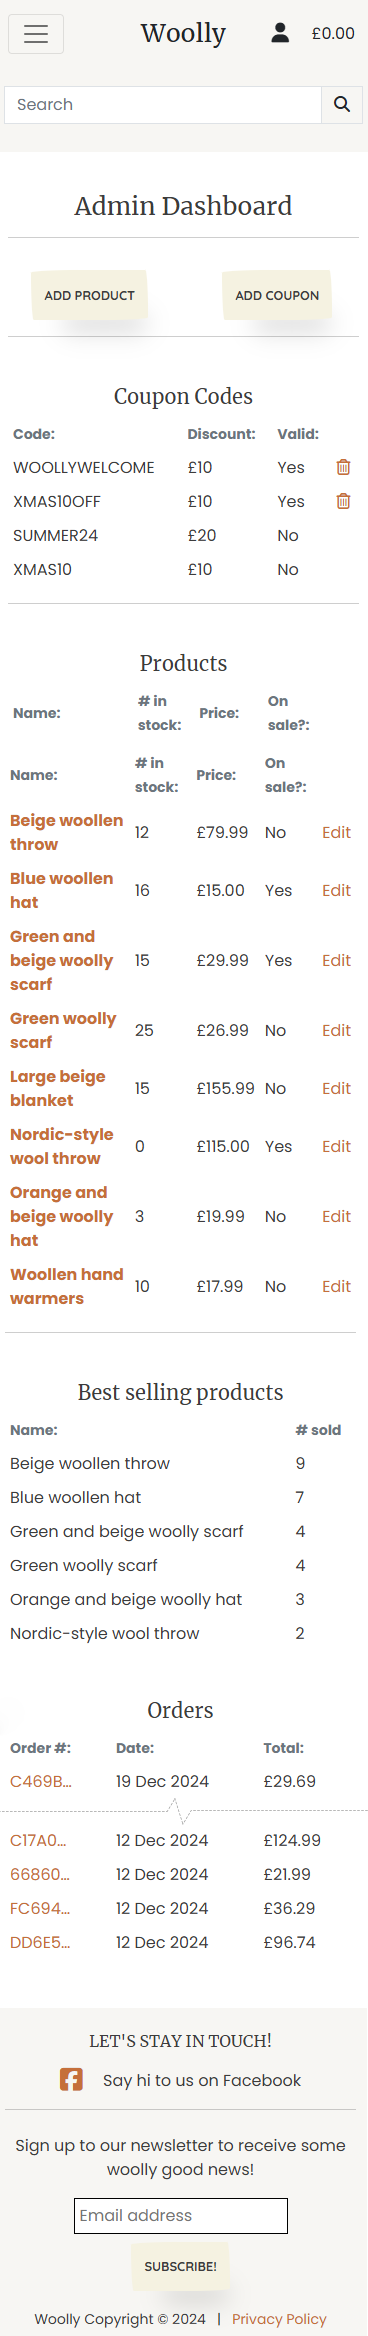 Woolly £0.00
Search
Admin Dashboard
ADD PRODUCT ADD COUPON
Coupon Codes
Code: Discount: Valid:
WOOLLYWELCOME £10 Yes
XMAS10OFF £10 Yes
SUMMER24 £20 No
XMAS10 £10 No
Products
Name: # in stock: Price: On sale?:
Name: # in stock: Price: On sale?:
Beige woollen throw 12 £79.99 No Edit
Blue woollen hat 16 £15.00 Yes Edit
Green and beige woolly scarf 15 £29.99 Yes Edit
Green woolly scarf 25 £26.99 No Edit
Large beige blanket 15 £155.99 No Edit
Nordic-style wool throw 0 £115.00 Yes Edit
Orange and beige woolly hat 3 £19.99 No Edit
Woollen hand warmers 10 £17.99 No Edit
Best selling products
Name: # sold
Beige woollen throw 9
Blue woollen hat 7
Green and beige woolly scarf 4
Green woolly scarf 4
Orange and beige woolly hat 3
Nordic-style wool throw 2
Orders
Order #: Date: Total:
C469B... 19 Dec 2024 £29.69
C17A0... 12 Dec 2024 £124.99
66860... 12 Dec 2024 £21.99
FC694... 12 Dec 2024 £36.29
DD6E5... 12 Dec 2024 £96.74
LET'S STAY IN TOUCH!
Say hi to us on Facebook
Sign up to our newsletter to receive some
woolly good news!
Email address
SUBSCRIBE!
Woolly Copyright © 2024 | Privacy Policy